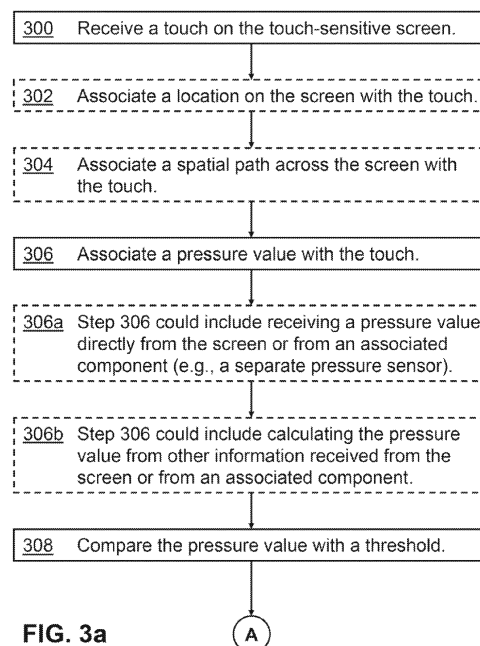 300 Receive a touch on the touch-sensitive screen.
302 Associate a location on the screen with the touch.
304 Associate a spatial path across the screen with
the touch.
306 Associate a pressure value with the touch.
306a Step 306 could include receiving a pressure value
directly from the screen or from an associated
component (e.g., a separate pressure sensor).
306b Step 306 could include calculating the pressure
value from other information received from the
screen or from an associated component.
308 Compare the pressure value with a threshold.
FIG. 3a
A